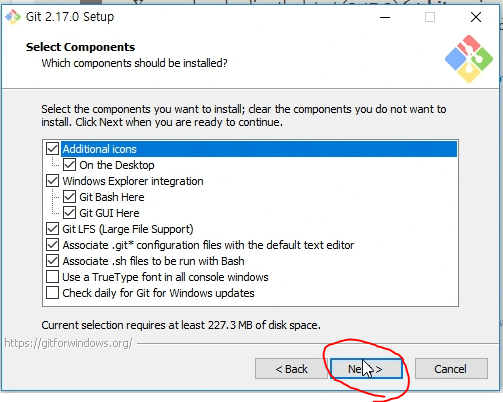 Git 2.17.0 Setup
Select Components
Which components should be installed?
Select the components you want to install; clear the components you do not want to
install. Click Next when you are ready to continue.
Additional icons
On the Desktop
Windows Explorer integration
Git Bash Here
Git GUI Here
Git LFS (Large File Support)
Associate .git* configuration files with the default text editor
Associate .sh files to be run with Bash
Use a TrueType font in all console windows
Check daily for Git for Windows updates
Current selection requires at least 227.3 MB of disk space.
https://gitforwindows.org/
< Back
Next >
Cancel